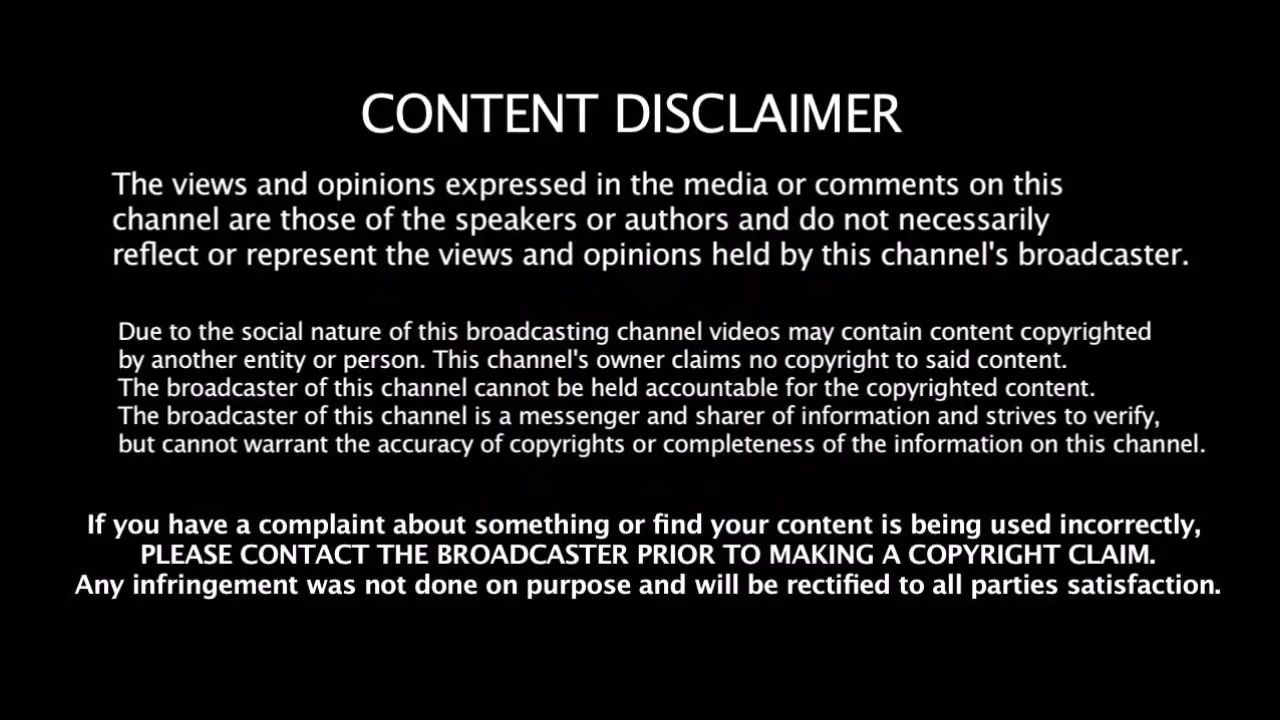 CONTENT DISCLAIMER
The views and opinions expressed in the media or comments on this
channel are those of the speakers or authors and do not necessarily
reflect or represent the views and opinions held by this channel's broadcaster.
Due to the social nature of this broadcasting channel videos may contain content copyrighted
by another entity or person. This channel's owner claims no copyright to said content.
The broadcaster of this channel cannot be held accountable for the copyrighted content.
The broadcaster of this channel is a messenger and sharer of information and strives to verify,
but cannot warrant the accuracy of copyrights or completeness of the information on this channel.
If you have a complaint about something or find your content is being used incorrectly,
PLEASE CONTACT THE BROADCASTER PRIOR TO MAKING A COPYRIGHT CLAIM.
Any infringement was not done on purpose and will be rectified to all parties satisfaction.